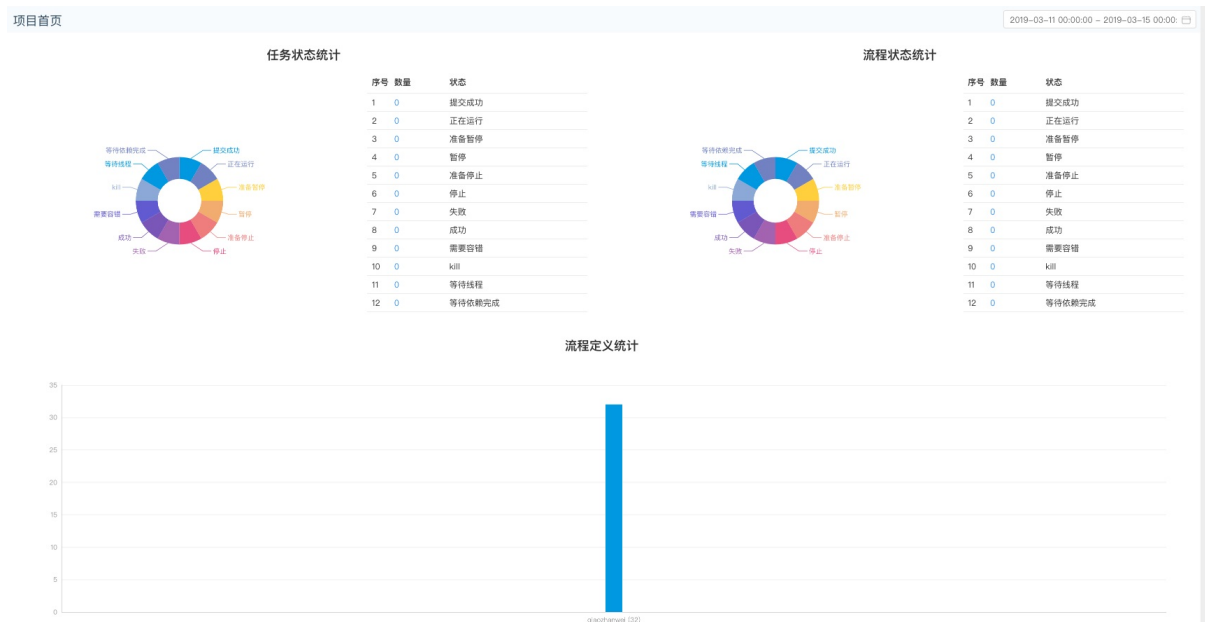 项目首页
2019-03-11 00:00:00 - 2019-03-15 00:00:
任务状态统计
序号 数量 状态
1 0 提交成功
2 0 正在运行
3 0 准备暂停
4 0 暂停
5 0 准备停止
6 0 停止
7 0 失败
8 0 成功
9 0 需要容错
10 0 kill
11 0 等待线程
12 0 等待依赖完成
等待依赖完成
提交成功
等待线程
正在运行
kill
准备暂停
需要容错
暂停
成功
准备停止
失败
停止
流程状态统计
序号 数量 状态
1 0 提交成功
2 0 正在运行
3 0 准备暂停
4 0 暂停
5 0 准备停止
6 0 停止
7 0 失败
8 0 成功
9 0 需要容错
10 0 kill
11 0 等待线程
12 0 等待依赖完成
等待依赖完成
提交成功
等待线程
正在运行
kill
准备暂停
需要容错
暂停
成功
准备停止
失败
停止
流程定义统计
35
30
25
20
15
10
5
0